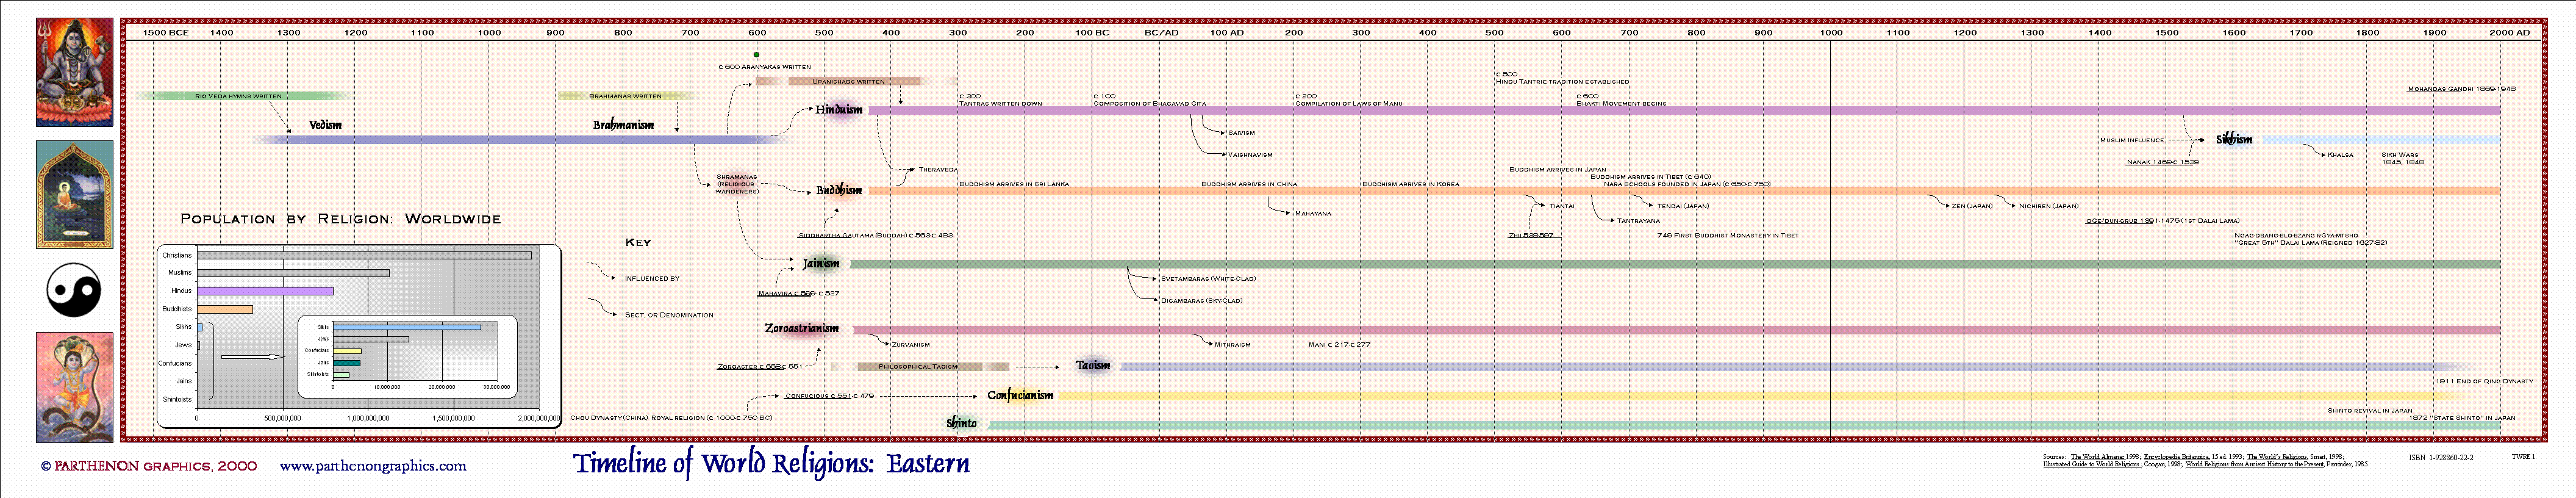 1500 BCE 1400 1300 1200 1100 1000 900 800 700 600 500 400 300 200 100 BC BC/AD 100 AD 200 300 400 500 600 700 800 900 1000 1100 1200 1300 1400 1500 1600 1700 1800 1900 2000 AD
c 600 Aranyakas written
Upanishads written
c 500
Hindu Tantric tradition established
Rig Veda hymns written
Brahmanas written
c 300
Tantras written down
c 100
Composition of Bhagavad Gita
c 200
Compilation of Laws of Manu
c 600
Bhakti movement begins
Mohandas Gandhi 1869-1948
Hinduism
Vedism
Brahmanism
Saivism
Vaishnavism
Muslim influence
Sikhism
Nanak 1469-c 1539
Khalsa
Sikh Wars
1845, 1848
Theraveda
Shramanas
(Religious
wanderers)
Buddhism
Buddhism arrives in Sri Lanka
Buddhism arrives in China
Buddhism arrives in Korea
Buddhism arrives in Japan
Buddhism arrives in Tibet (c 640)
Nara Schools founded in Japan (c 650-c 750)
Mahayana
Tiantai
Tendai (Japan)
Tantrayana
Zen (Japan)
Nichiren (Japan)
dGe-'dun-grub 1391-1475 (1st Dalai Lama)
Siddhartha Gautama (Buddah) c 563-c 483
Zhii 538-597
749 First Buddhist monastery in Tibet
"Great 5th" Dalai Lama (reigned 1627-82)
Population by Religion: Worldwide
Christians
Muslims
Hindus
Buddhists
Sikhs
Jews
Confucians
Jains
Shintoists
0 500,000,000 1,000,000,000 1,500,000,000 2,000,000,000
Sikhs
Jews
Confucians
Jains
Shintoists
0 10,000,000 20,000,000 30,000,000
Key
influenced by
Sect, or Denomination
Jainism
Svetambaras (White-clad)
Digambaras (Sky-clad)
Mahavira c 599- c 527
Zoroastrianism
Zurvanism
Mithraism
Mani c 217-c 277
Zoroaster c 628-c 551
Philosophical Taoism
Taoism
1911 End of Qing Dynasty
Confucious c 551-c 479
Confucianism
Chou Dynasty (China) Royal religion (c 1000-c 750 BC)
Shinto
Shinto revival in Japan
1872 "State Shinto" in Japan
© PARTHENON GRAPHICS, 2000
www.parthenongraphics.com
Timeline of World Religions: Eastern
Sources: The World Almanac 1998; Encyclopedia Britannica, 15 ed. 1993; The World's Religions, Smart, 1998;
Illustrated Guide to World Religions, Coogan, 1998; World Religions from Ancient History to the Present, Parrinder, 1985
ISBN 1-928860-22-2
TWRE 1